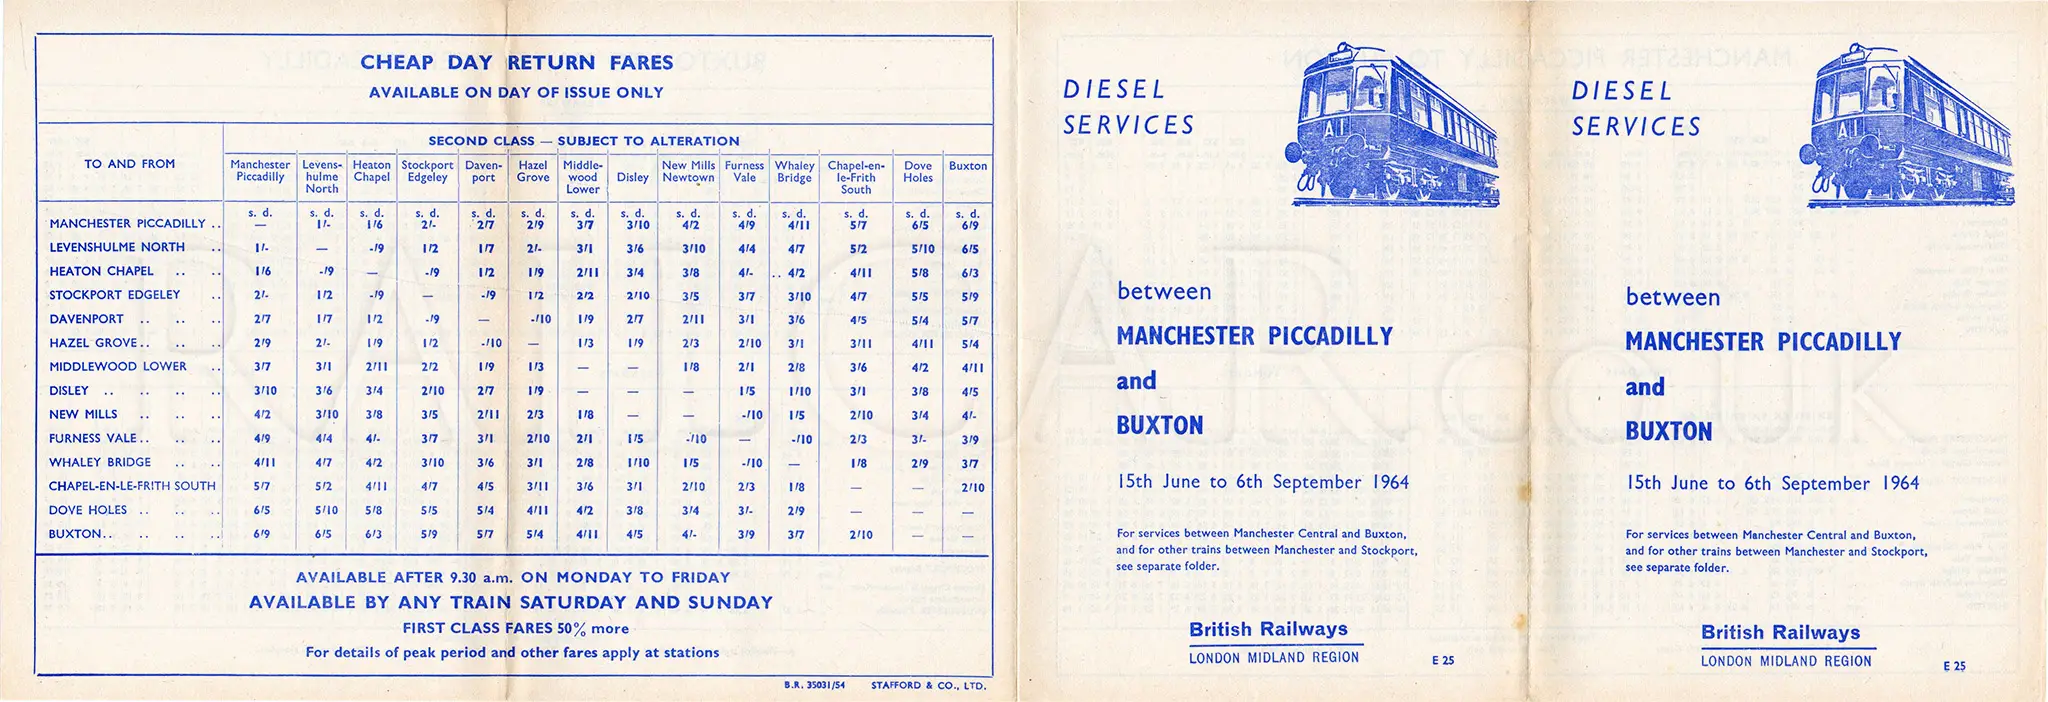 CHEAP DAY RETURN FARES
AVAILABLE ON DAY OF ISSUE ONLY
SECOND CLASS — SUBJECT TO ALTERATION
TO AND FROM | Manchester Piccadilly | Levens-hulme North | Heaton Chapel | Stockport Edgeley | Daven-port | Hazel Grove | Middle-wood Lower | Disley | New Mills Newtown | Furness Vale | Whaley Bridge | Chapel-en-le-Frith South | Dove Holes | Buxton
s. d. s. d. s. d. s. d. s. d. s. d. s. d. s. d. s. d. s. d. s. d. s. d. s. d. s. d.
MANCHESTER PICCADILLY .. — 1/- 1/6 2/- 2/7 2/9 3/7 3/10 4/2 4/9 4/11 5/7 6/5 6/9
LEVENSHULME NORTH .. 1/- — -/9 1/2 1/7 2/- 3/1 3/6 3/10 4/4 4/7 5/2 5/10 6/5
HEATON CHAPEL .. .. 1/6 -/9 — -/9 1/2 1/9 2/11 3/4 3/8 4/- .. 4/2 4/11 5/8 6/3
STOCKPORT EDGELEY .. 2/- 1/2 -/9 — -/9 1/2 2/2 2/10 3/5 3/7 3/10 4/7 5/5 5/9
DAVENPORT .. .. .. 2/7 1/7 1/2 -/9 — -/10 1/9 2/7 2/11 3/1 3/6 4/5 5/4 5/7
HAZEL GROVE .. .. .. 2/9 2/- 1/9 1/2 -/10 — 1/3 1/9 2/3 2/10 3/1 3/11 4/11 5/4
MIDDLEWOOD LOWER .. 3/7 3/1 2/11 2/2 1/9 1/3 — — 1/8 2/1 2/8 3/6 4/2 4/11
DISLEY .. .. .. .. 3/10 3/6 3/4 2/10 2/7 1/9 — — — 1/5 1/10 3/1 3/8 4/5
NEW MILLS .. .. .. 4/2 3/10 3/8 3/5 2/11 2/3 1/8 — — -/10 1/5 2/10 3/4 4/-
FURNESS VALE .. .. .. 4/9 4/4 4/- 3/7 3/1 2/10 2/1 1/5 -/10 — -/10 2/3 3/- 3/9
WHALEY BRIDGE .. .. 4/11 4/7 4/2 3/10 3/6 3/1 2/8 1/10 1/5 -/10 — 1/8 2/9 3/7
CHAPEL-EN-LE-FRITH SOUTH 5/7 5/2 4/11 4/7 4/5 3/11 3/6 3/1 2/10 2/3 1/8 — — 2/10
DOVE HOLES .. .. .. 6/5 5/10 5/8 5/5 5/4 4/11 4/2 3/8 3/4 3/- 2/9 — — —
BUXTON .. .. .. .. 6/9 6/5 6/3 5/9 5/7 5/4 4/11 4/5 4/- 3/9 3/7 2/10 — —
AVAILABLE AFTER 9.30 a.m. ON MONDAY TO FRIDAY
AVAILABLE BY ANY TRAIN SATURDAY AND SUNDAY
FIRST CLASS FARES 50% more
For details of peak period and other fares apply at stations
B.R. 35031/54 STAFFORD & CO., LTD.
DIESEL
SERVICES
A
between
MANCHESTER PICCADILLY
and
BUXTON
15th June to 6th September 1964
For services between Manchester Central and Buxton,
and for other trains between Manchester and Stockport,
see separate folder.
British Railways
LONDON MIDLAND REGION
E 25
DIESEL
SERVICES
A
between
MANCHESTER PICCADILLY
and
BUXTON
15th June to 6th September 1964
For services between Manchester Central and Buxton,
and for other trains between Manchester and Stockport,
see separate folder.
British Railways
LONDON MIDLAND REGION
E 25
RAILCAR.co.uk